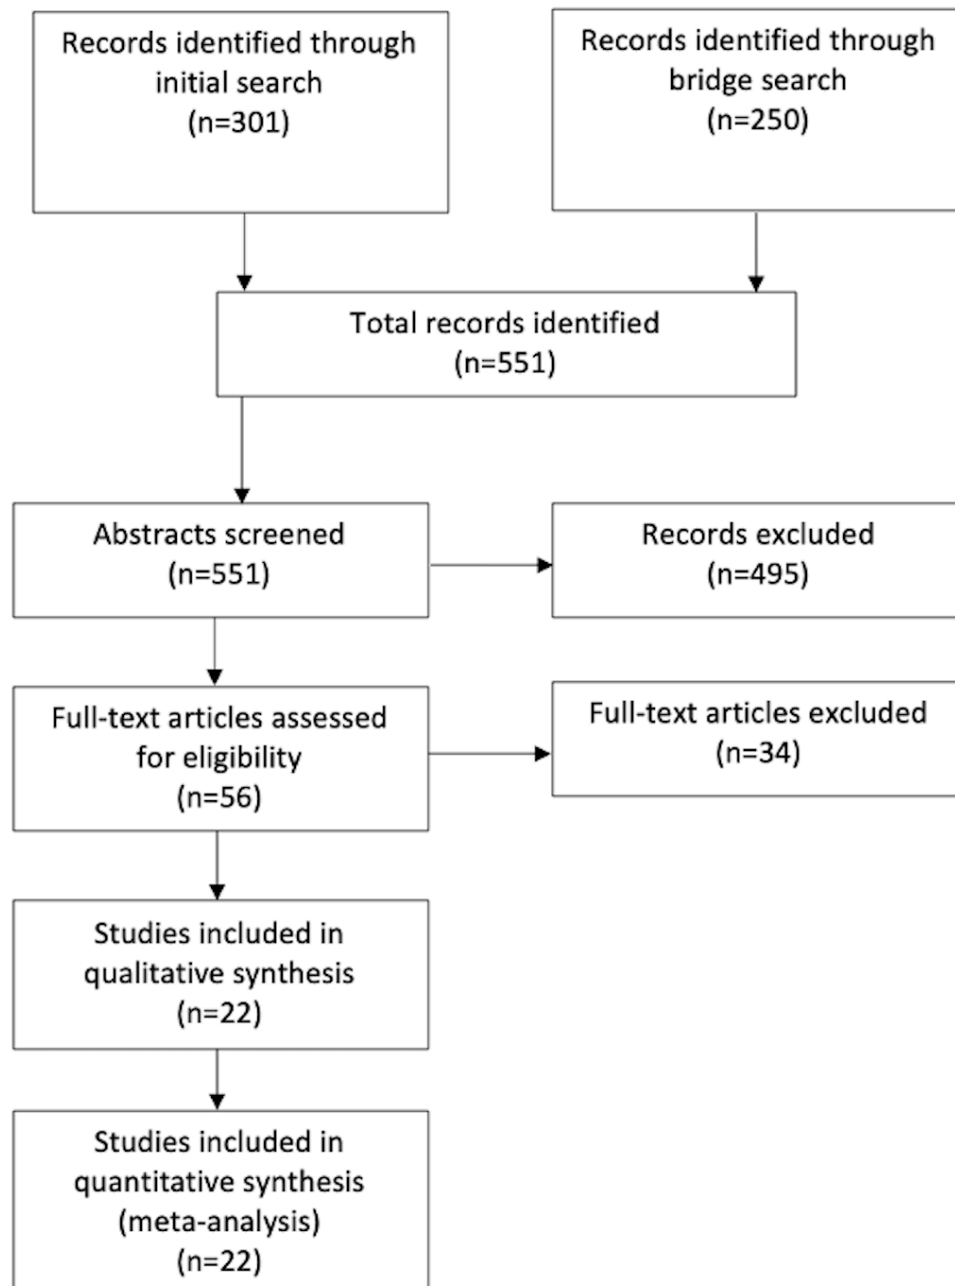 Records identified through
initial search
(n=301)
Records identified through
bridge search
(n=250)
Total records identified
(n=551)
Abstracts screened
(n=551)
Records excluded
(n=495)
Full-text articles assessed
for eligibility
(n=56)
Full-text articles excluded
(n=34)
Studies included in
qualitative synthesis
(n=22)
Studies included in
quantitative synthesis
(meta-analysis)
(n=22)